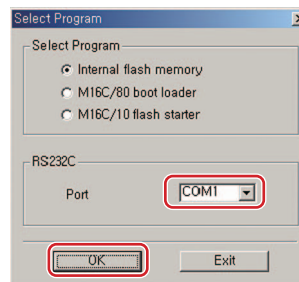 Select Program
Select Program
Internal flash memory
M16C/80 boot loader
M16C/10 flash starter
RS232C
Port
COM1
OK
Exit